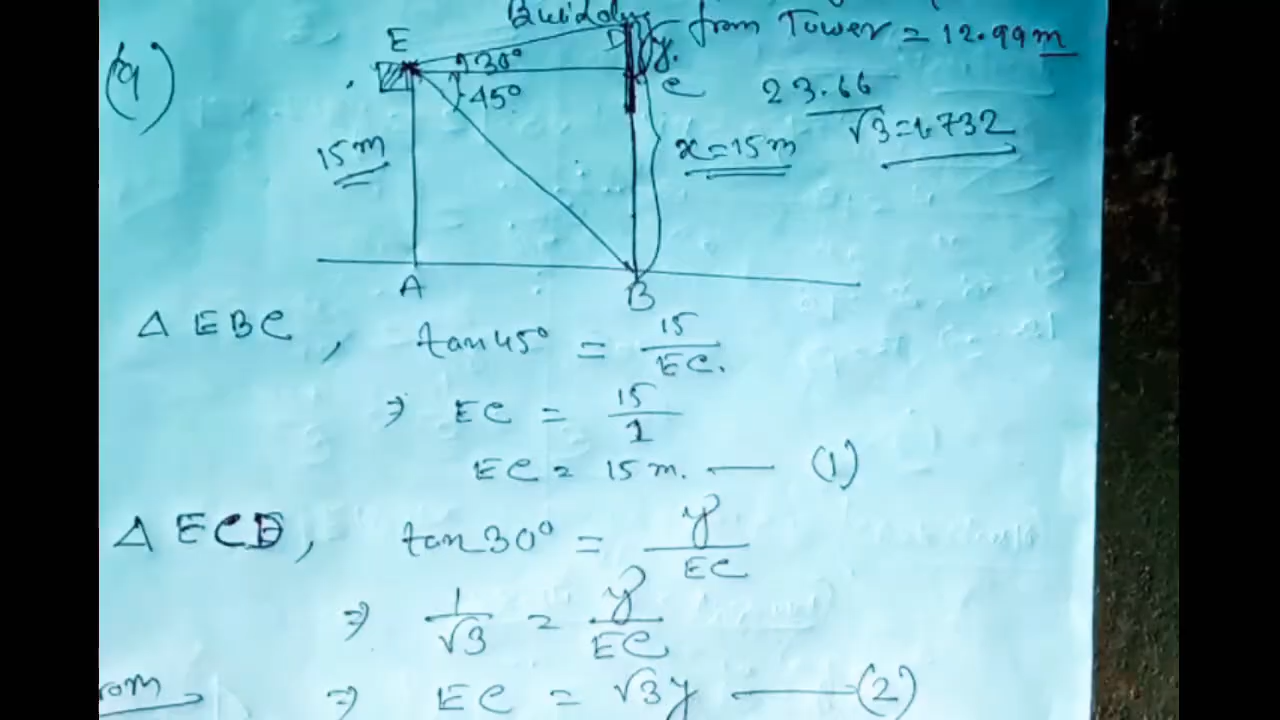 Building
from Tower = 12.99m
(9)
E
D
y
30°
C
45°
23.66
√3=1.732
15m
x=15m
A
B
Δ EBC, tan45° = 15/EC.
⇒ EC = 15/1
EC = 15 m. — (1)
Δ ECD, tan30° = y/EC
⇒ 1/√3 = y/EC
⇒ EC = √3y — (2)